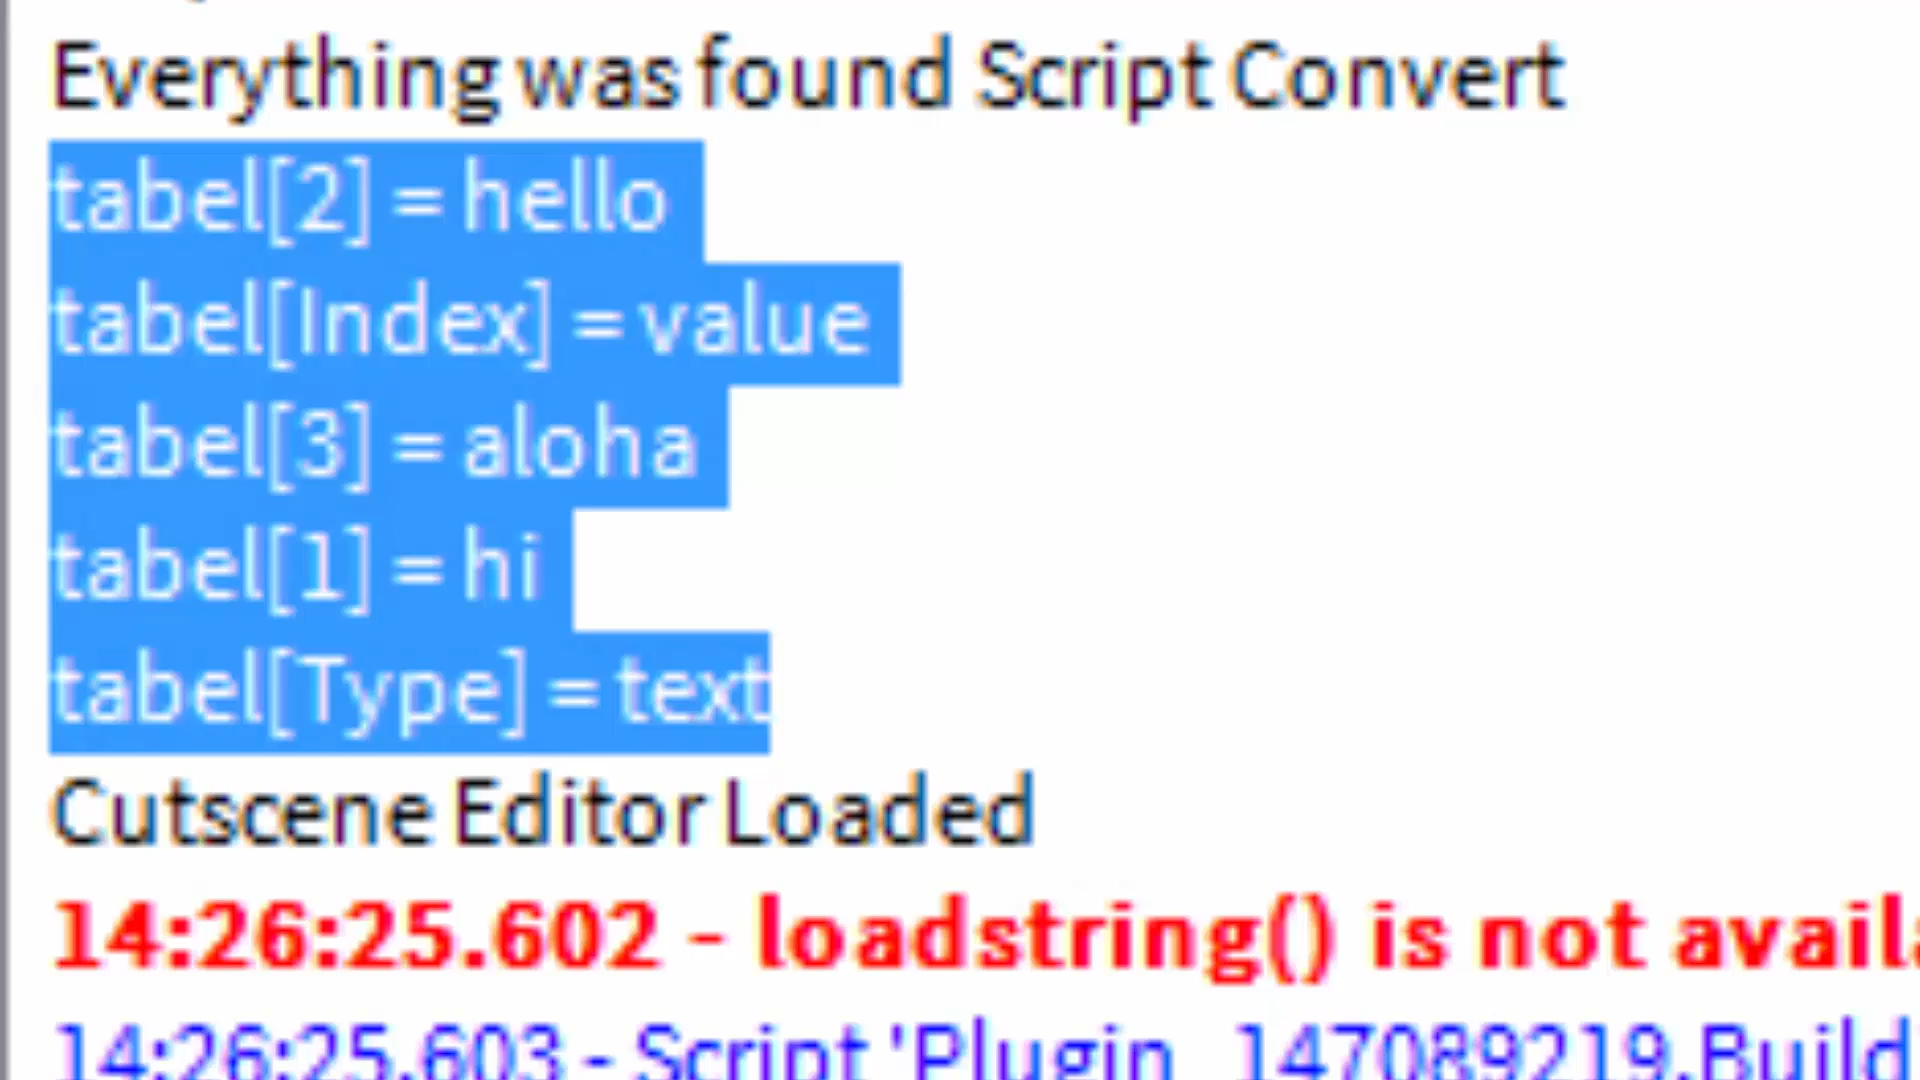 Everything was found Script Convert
tabel[2] = hello
tabel[Index] = value
tabel[3] = aloha
tabel[1] = hi
tabel[Type] = text
Cutscene Editor Loaded
14:26:25.602 - loadstring() is not
14:26:25.603 - Script 'Plugin_147089219.Build